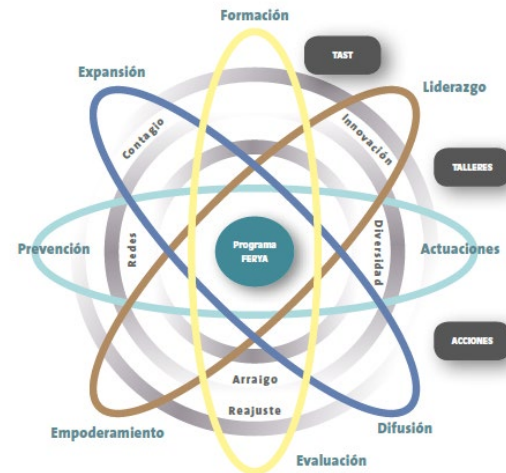 Formación
TAST
Expansión
Liderazgo
Contagio
Innovación
TALLERES
Prevención
Redes
Programa
FERYA
Diversidad
Actuaciones
ACCIONES
Arraigo
Reajuste
Empoderamiento
Difusión
Evaluación